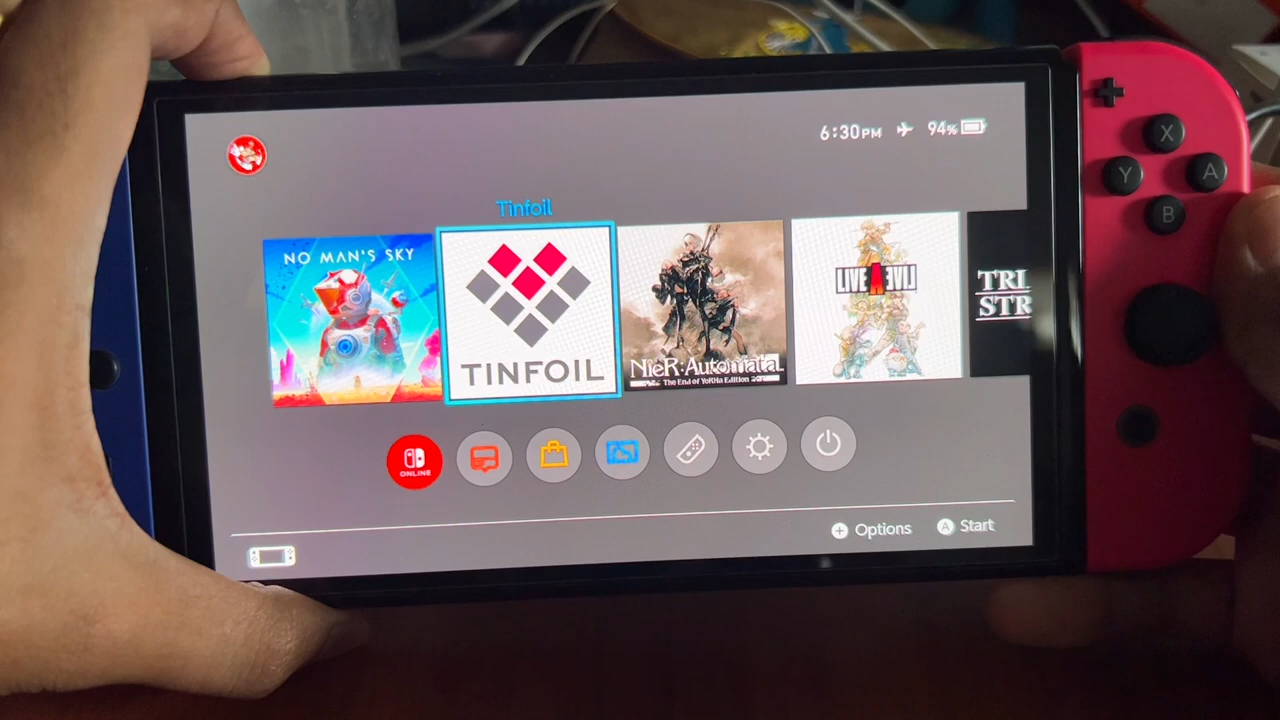 6:30PM 94%
Tinfoil
NO MAN'S SKY
TINFOIL
NieR:Automata
The End of YoRHa Edition
LIVE A LIVE
TRI
STR
ONLINE
+ Options
A Start
X
Y
A
B